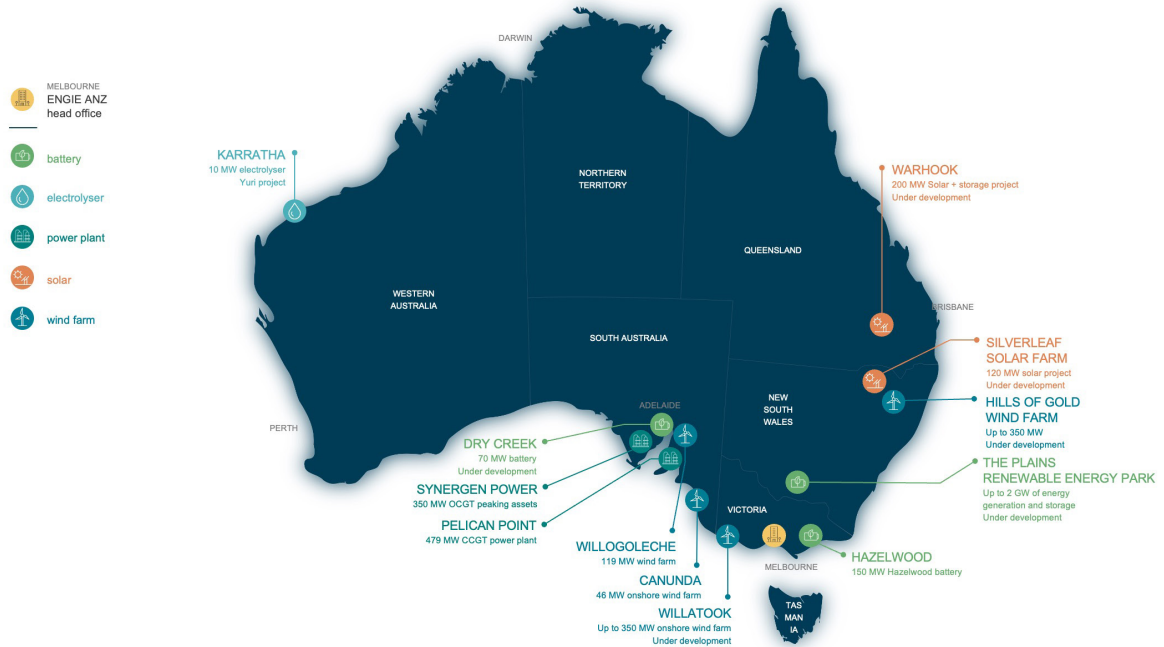 MELBOURNE
ENGIE ANZ
head office
battery
electrolyser
power plant
solar
wind farm
DARWIN
KARRATHA
10 MW electrolyser
Yuri project
NORTHERN
TERRITORY
WARHOOK
200 MW Solar + storage project
Under development
QUEENSLAND
WESTERN
AUSTRALIA
BRISBANE
SOUTH AUSTRALIA
SILVERLEAF
SOLAR FARM
120 MW solar project
Under development
NEW
SOUTH
WALES
HILLS OF GOLD
WIND FARM
Up to 350 MW
Under development
PERTH
ADELAIDE
DRY CREEK
70 MW battery
Under development
THE PLAINS
RENEWABLE ENERGY PARK
Up to 2 GW of energy
generation and storage
Under development
SYNERGEN POWER
350 MW OCGT peaking assets
VICTORIA
PELICAN POINT
479 MW CCGT power plant
WILLOGOLECHE
119 MW wind farm
HAZELWOOD
150 MW Hazelwood battery
MELBOURNE
CANUNDA
46 MW onshore wind farm
WILLATOOK
Up to 350 MW onshore wind farm
Under development
TAS
MAN
IA